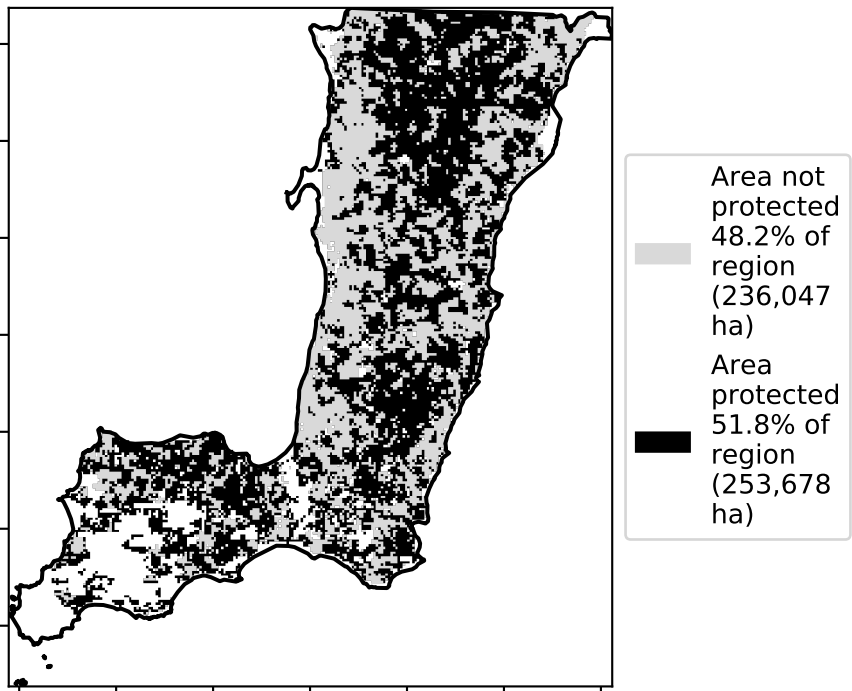 Area not
protected
48.2% of
region
(236,047
ha)
Area
protected
51.8% of
region
(253,678
ha)